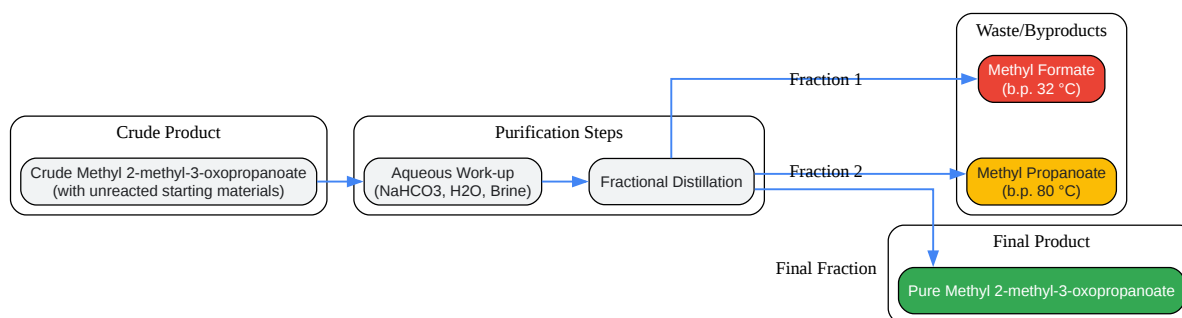 Waste/Byproducts
Methyl Formate
(b.p. 32 °C)
Fraction 1
Crude Product
Purification Steps
Crude Methyl 2-methyl-3-oxopropanoate
(with unreacted starting materials)
Aqueous Work-up
(NaHCO3, H2O, Brine)
Fractional Distillation
Fraction 2
Methyl Propanoate
(b.p. 80 °C)
Final Product
Final Fraction
Pure Methyl 2-methyl-3-oxopropanoate